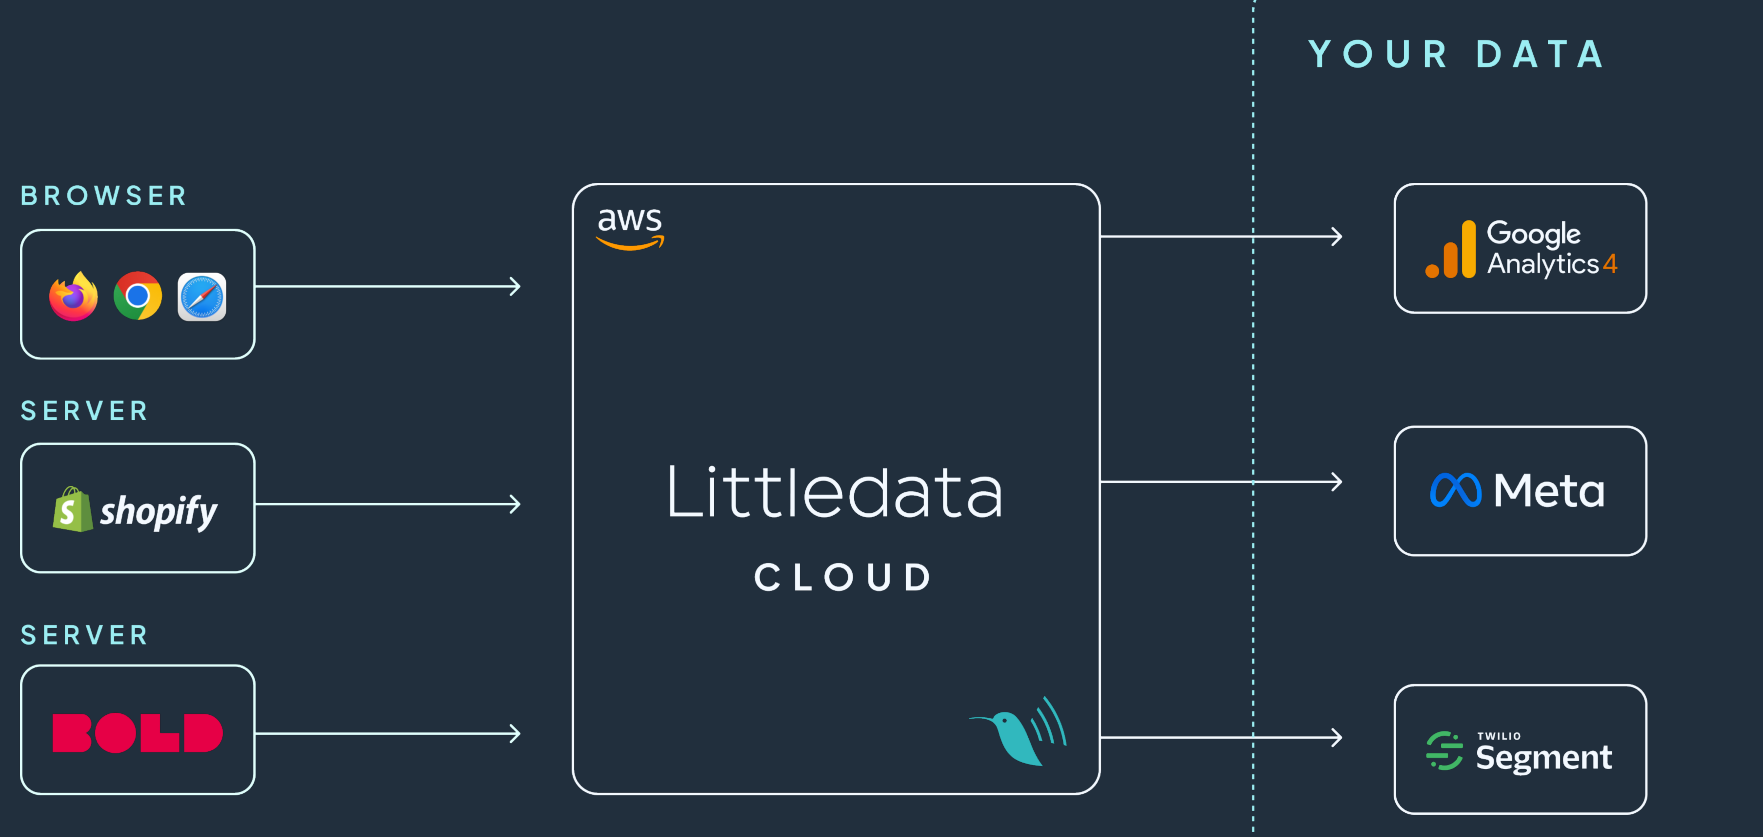 YOUR DATA
BROWSER
SERVER
shopify
SERVER
BOLD
aws
Littledata
CLOUD
Google
Analytics 4
Meta
TWILIO
Segment